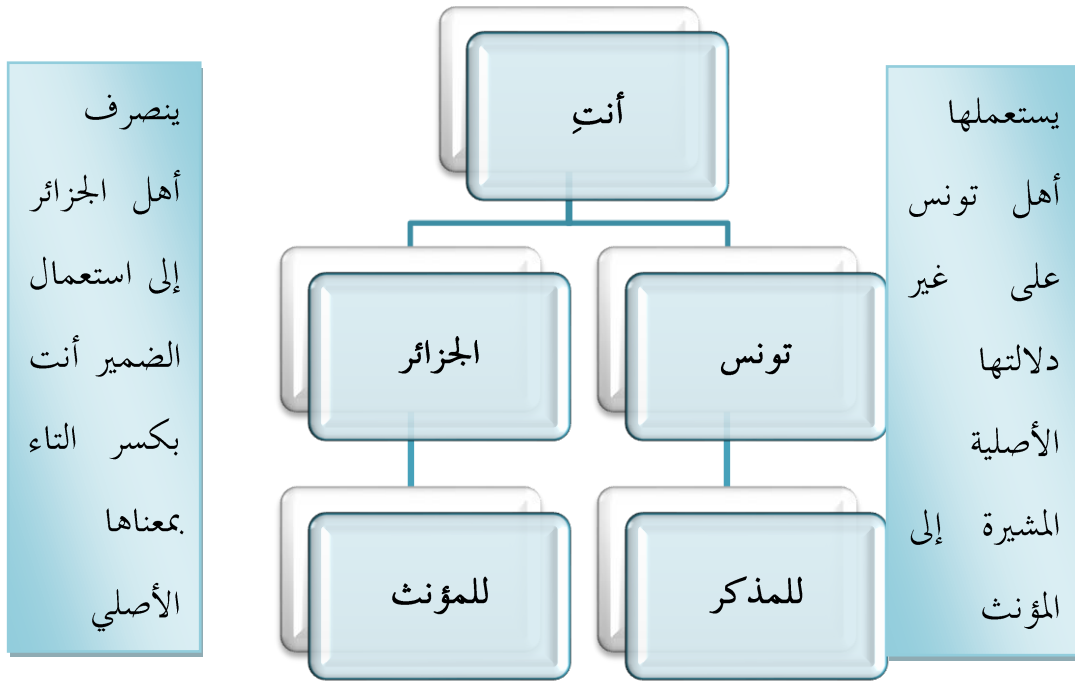 أنتِ
تونس
الجزائر
للمذكر
للمؤنث
يستعملها
أهل تونس
على غير
دلالتها
الأصلية
المشيرة إلى
المؤنث
ينصرف
أهل الجزائر
إلى استعمال
الضمير أنت
بكسر التاء
بمعناها
الأصلي